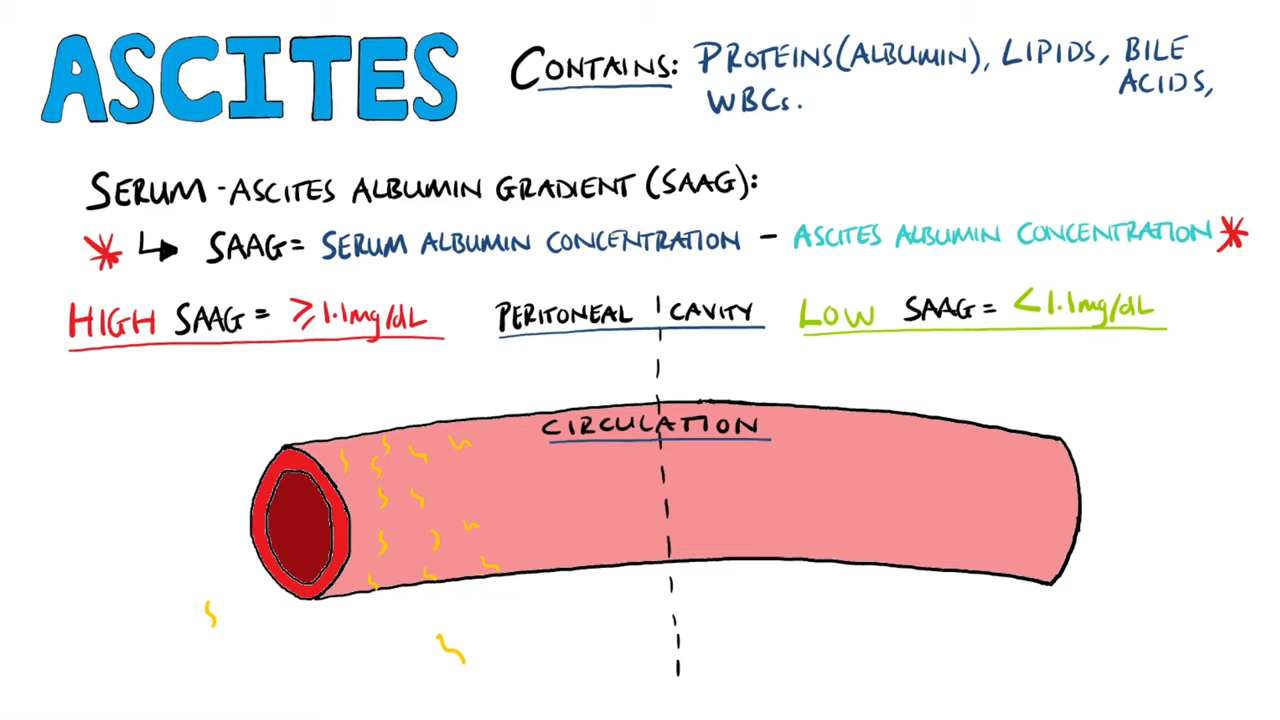 ASCITES
CONTAINS: PROTEINS(ALBUMIN), LIPIDS, BILE
ACIDS,
WBCs.
SERUM-ASCITES ALBUMIN GRADIENT (SAAG):
* ↳ SAAG= SERUM ALBUMIN CONCENTRATION - ASCITES ALBUMIN CONCENTRATION *
HIGH SAAG = ≥1.1mg/dL
PERITONEAL CAVITY
LOW SAAG = <1.1mg/dL
CIRCULATION